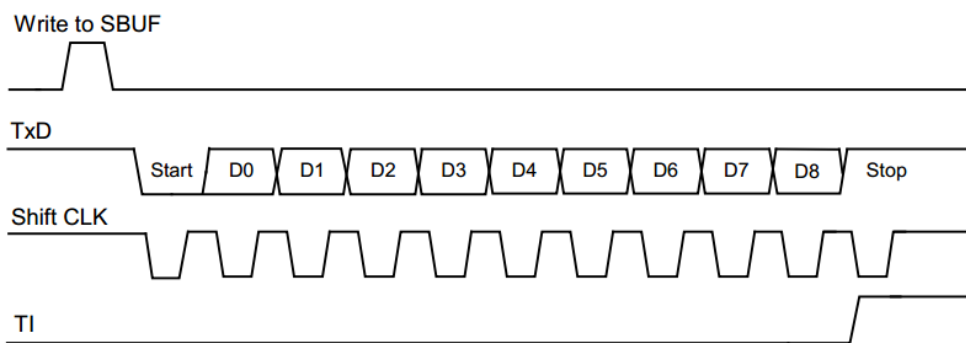 Write to SBUF
TxD
Start D0 D1 D2 D3 D4 D5 D6 D7 D8 Stop
Shift CLK
TI